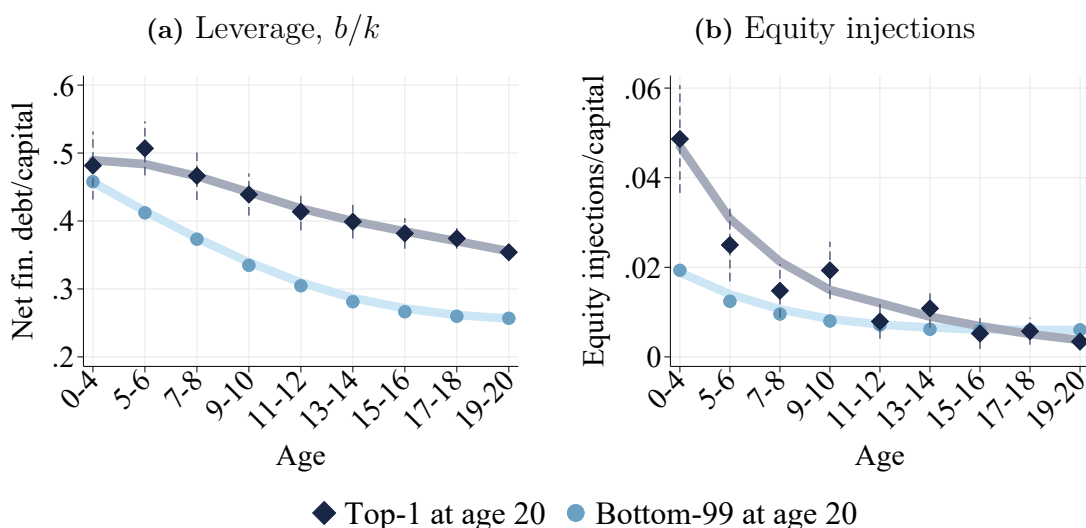 (a) Leverage, b/k
Net fin. debt/capital
.6
.5
.4
.3
.2
0-4 5-6 7-8 9-10 11-12 13-14 15-16 17-18 19-20
Age
(b) Equity injections
Equity injections/capital
.06
.04
.02
0
0-4 5-6 7-8 9-10 11-12 13-14 15-16 17-18 19-20
Age
Top-1 at age 20 Bottom-99 at age 20